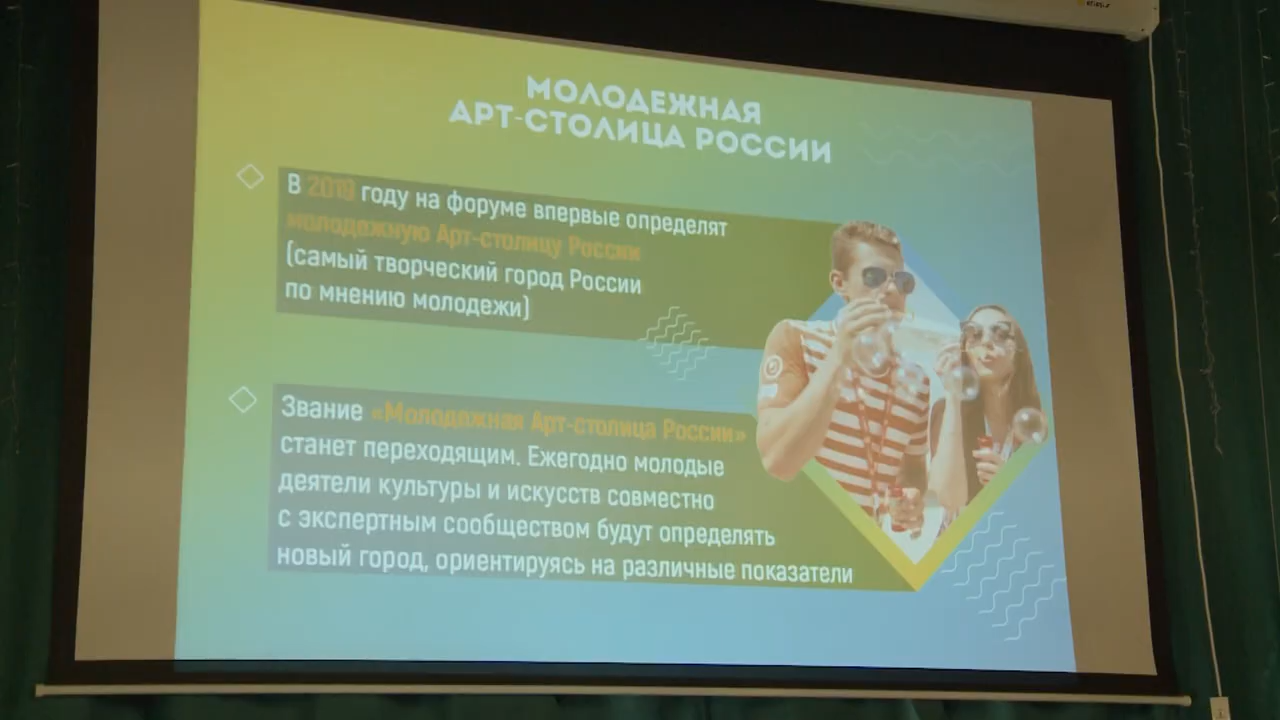 МОЛОДЕЖНАЯ
АРТ-СТОЛИЦА РОССИИ
В 2019 году на форуме впервые определят
молодежную Арт-столицу России
(самый творческий город России
по мнению молодежи)
Звание «Молодежная Арт-столица России»
станет переходящим. Ежегодно молодые
деятели культуры и искусств совместно
с экспертным сообществом будут определять
новый город, ориентируясь на различные показатели